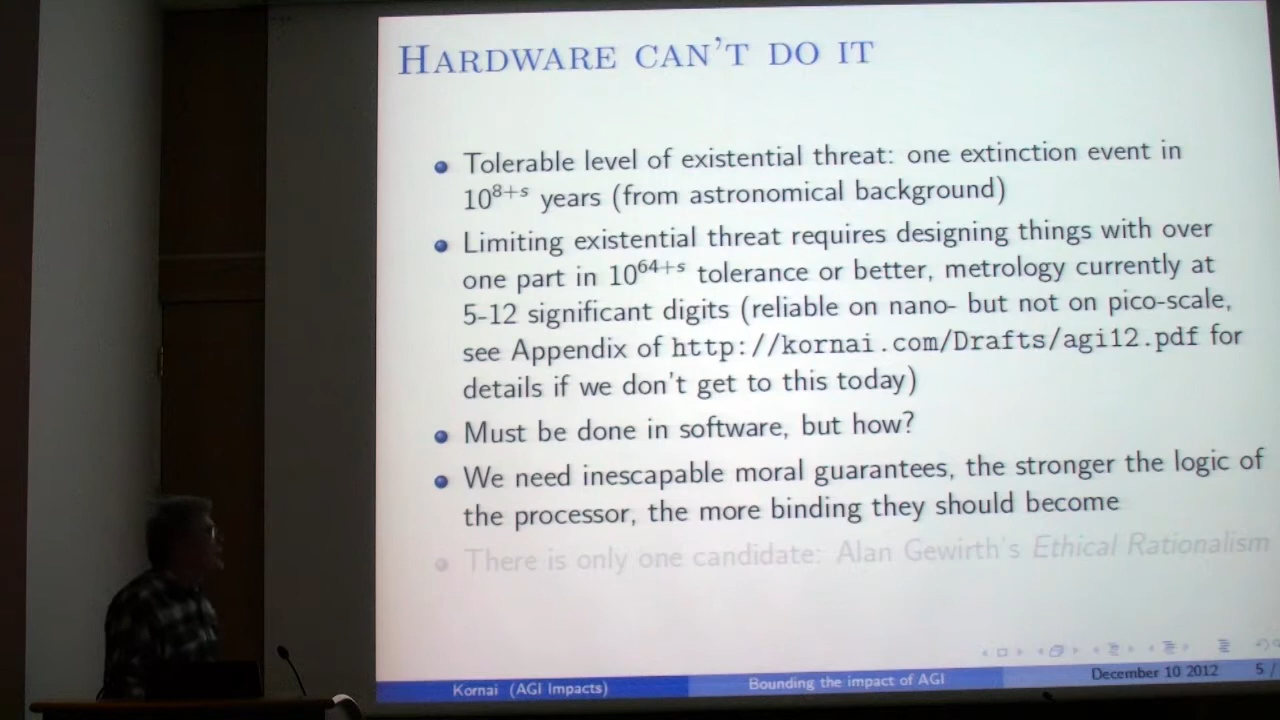 HARDWARE CAN'T DO IT
Tolerable level of existential threat: one extinction event in
10^{8+s} years (from astronomical background)
Limiting existential threat requires designing things with over
one part in 10^{64+s} tolerance or better, metrology currently at
5-12 significant digits (reliable on nano- but not on pico-scale,
see Appendix of http://kornai.com/Drafts/agi12.pdf for
details if we don't get to this today)
Must be done in software, but how?
We need inescapable moral guarantees, the stronger the logic of
the processor, the more binding they should become
There is only one candidate: Alan Gewirth's Ethical Rationalism
Kornai (AGI Impacts) Bounding the impact of AGI December 10 2012 5 /